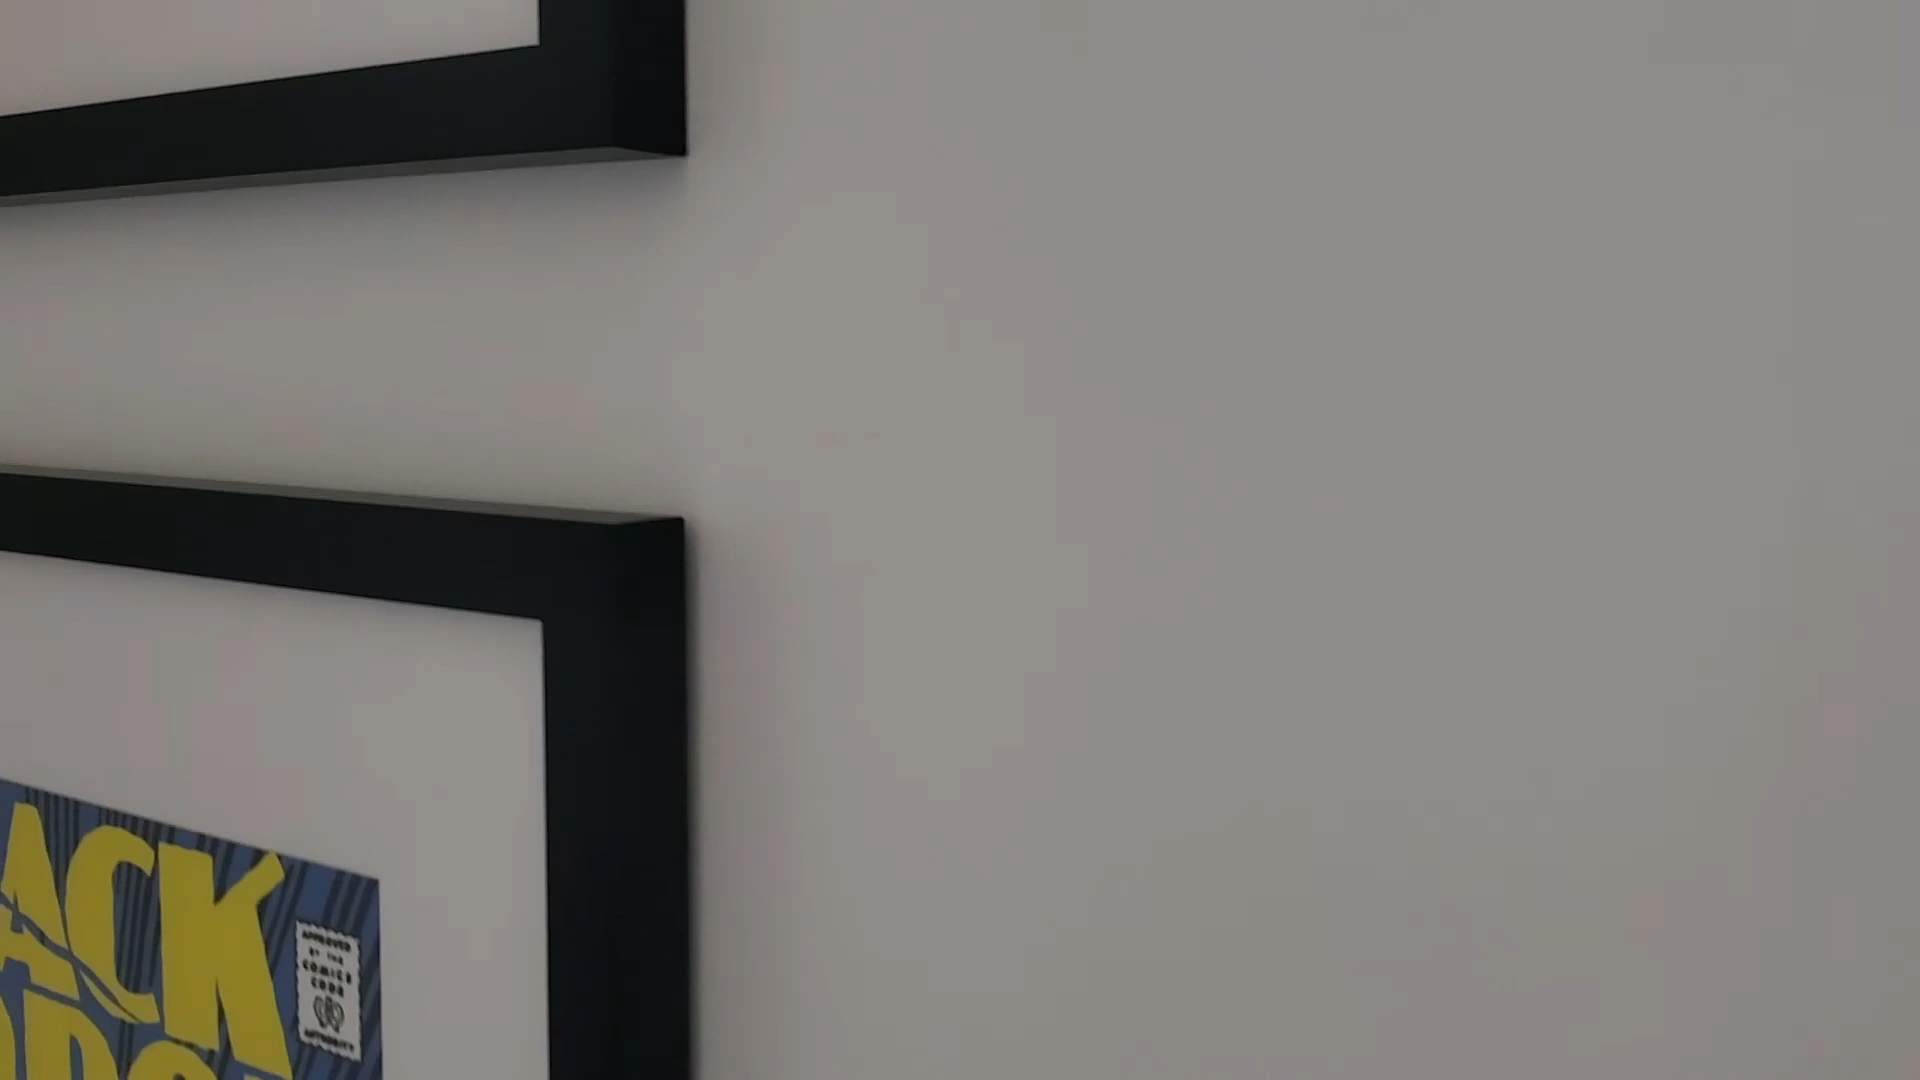 ACK
APPROVED
BY THE
COMICS
CODE
AUTHORITY